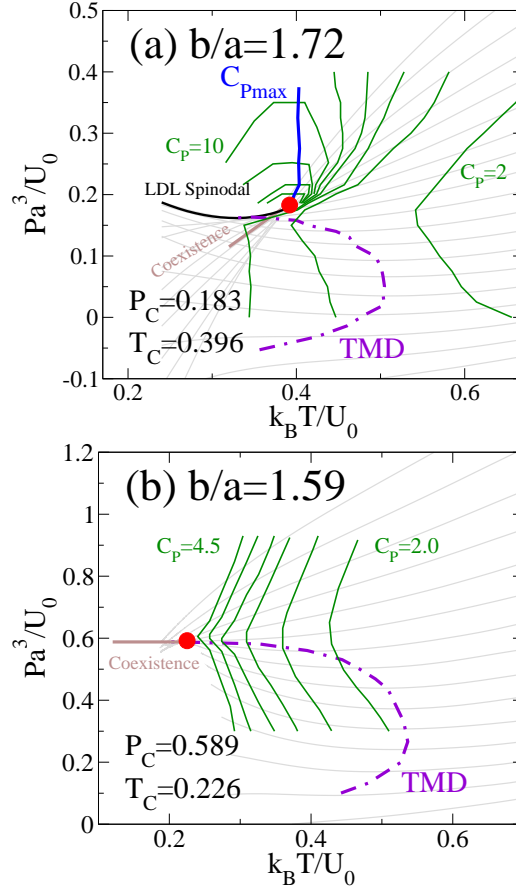 (a) b/a=1.72
C_Pmax
C_P=10
LDL Spinodal
C_P=2
Coexistence
P_C=0.183
T_C=0.396
TMD
Pa^3/U_0
0.5
0.4
0.3
0.2
0.1
0
-0.1
0.2
0.4
0.6
k_BT/U_0
(b) b/a=1.59
C_P=4.5
C_P=2.0
Coexistence
P_C=0.589
T_C=0.226
TMD
Pa^3/U_0
1.2
1
0.8
0.6
0.4
0.2
0
0.2
0.4
0.6
k_BT/U_0